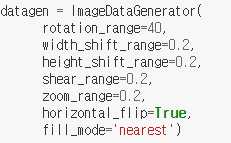 datagen = ImageDataGenerator(
rotation_range=40,
width_shift_range=0.2,
height_shift_range=0.2,
shear_range=0.2,
zoom_range=0.2,
horizontal_flip=True,
fill_mode='nearest')